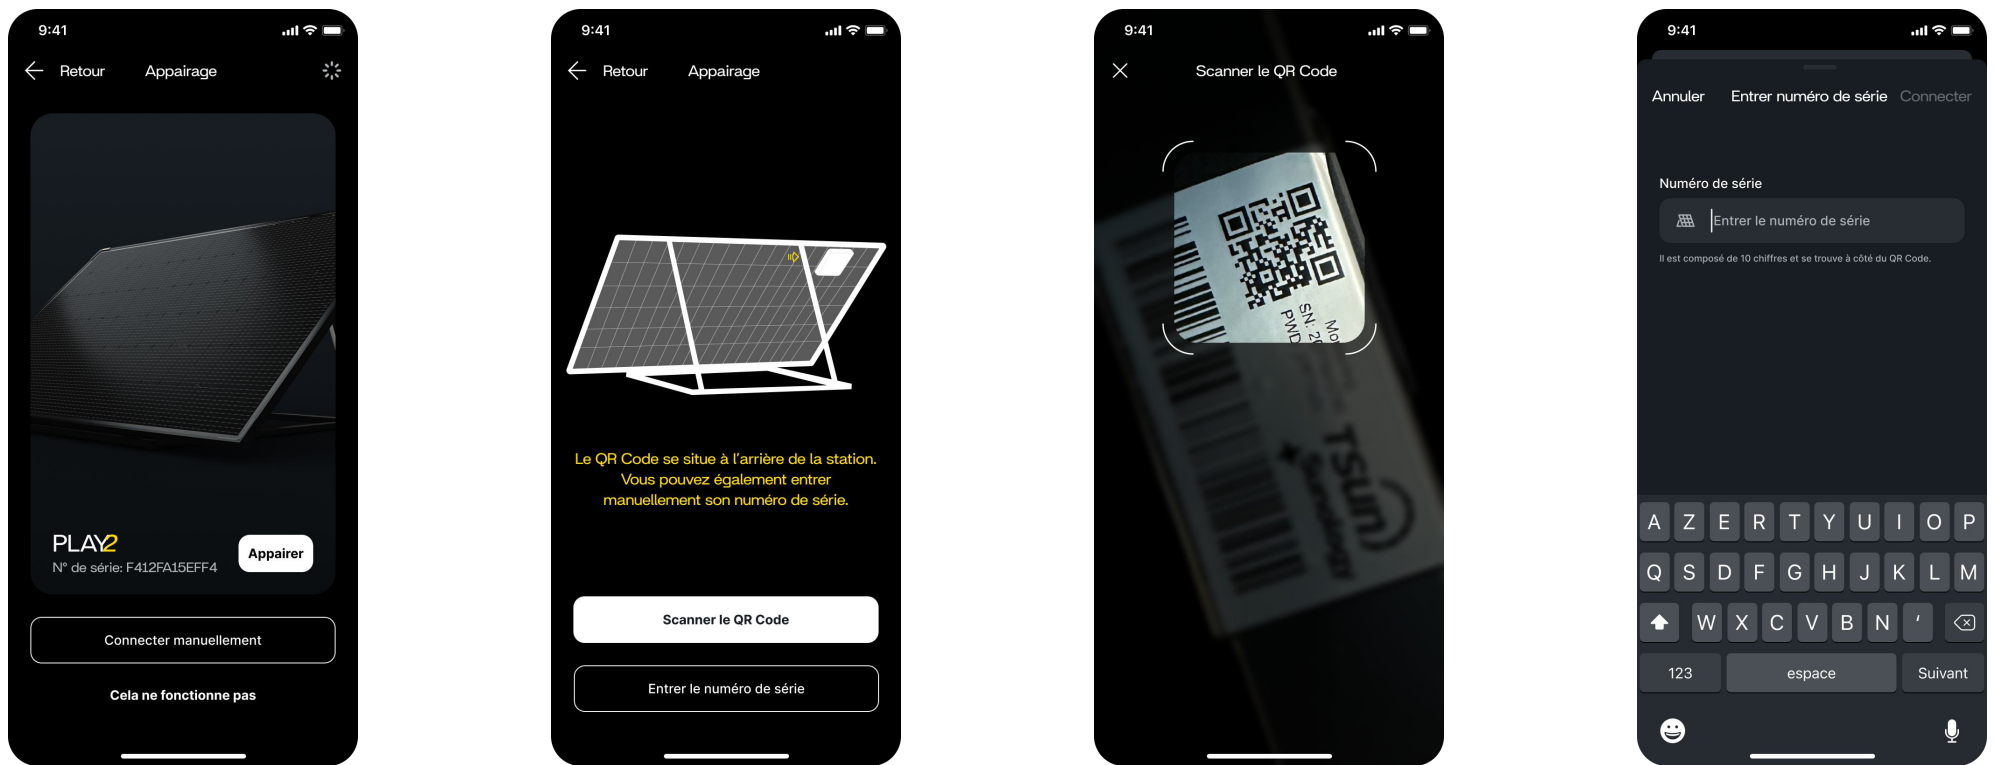 9:41
Retour
Appairage
PLAY2
N° de série: F412FA15EFF4
Appairer
Connecter manuellement
Cela ne fonctionne pas
9:41
Retour
Appairage
Le QR Code se situe à l'arrière de la station.
Vous pouvez également entrer
manuellement son numéro de série.
Scanner le QR Code
Entrer le numéro de série
9:41
Scanner le QR Code
Mo
SN: 20
PWD
TSUN
Sunology
9:41
Annuler
Entrer numéro de série
Connecter
Numéro de série
Entrer le numéro de série
Il est composé de 10 chiffres et se trouve à côté du QR Code.
A Z E R T Y U I O P
Q S D F G H J K L M
W X C V B N '
123
espace
Suivant